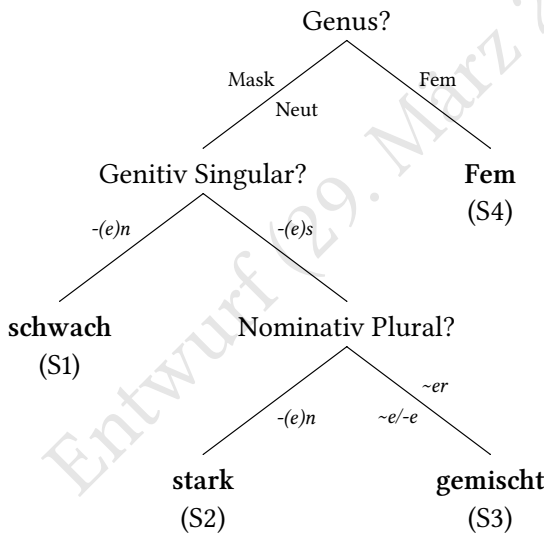 Genus?
Mask
Neut
Fem
Genitiv Singular?
Fem
(S4)
-(e)n
-(e)s
schwach
(S1)
Nominativ Plural?
-(e)n
~er
~e/-e
stark
(S2)
gemischt
(S3)
Entwurf (29. März 2